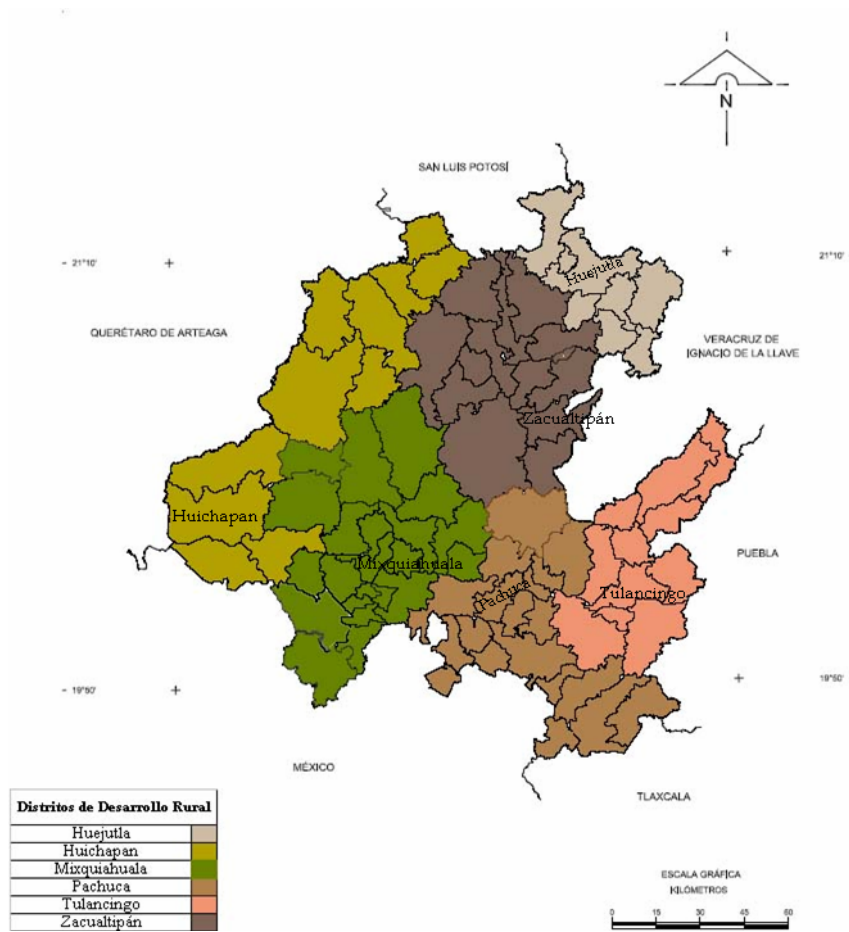 N
SAN LUIS POTOSÍ
- 21°10'
21°10'
Huejutla
QUERÉTARO DE ARTEAGA
VERACRUZ DE
IGNACIO DE LA LLAVE
Zacualtipán
Huichapan
Mixquiahuala
PUEBLA
Pachuca
Tulancingo
- 19°50'
19°50'
MÉXICO
TLAXCALA
Distritos de Desarrollo Rural
Huejutla
Huichapan
Mixquiahuala
Pachuca
Tulancingo
Zacualtipán
ESCALA GRÁFICA
KILÓMETROS
0 15 30 45 60